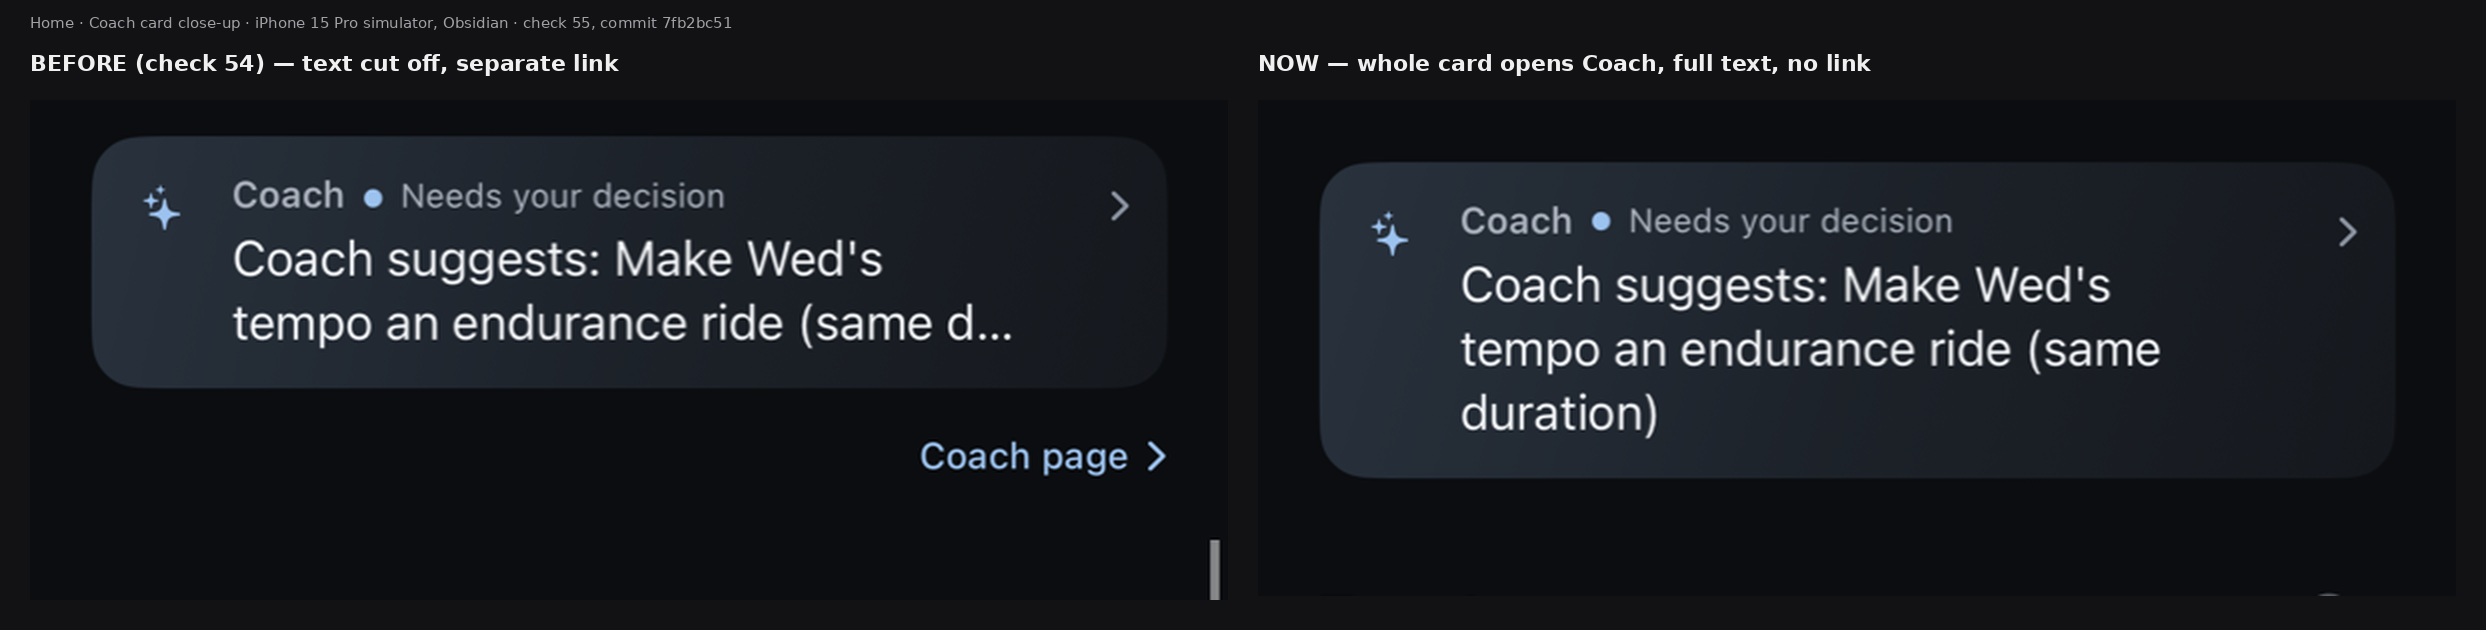 Home · Coach card close-up · iPhone 15 Pro simulator, Obsidian · check 55, commit 7fb2bc51
BEFORE (check 54) — text cut off, separate link
Coach ● Needs your decision
Coach suggests: Make Wed's
tempo an endurance ride (same d...
Coach page
NOW — whole card opens Coach, full text, no link
Coach ● Needs your decision
Coach suggests: Make Wed's
tempo an endurance ride (same
duration)